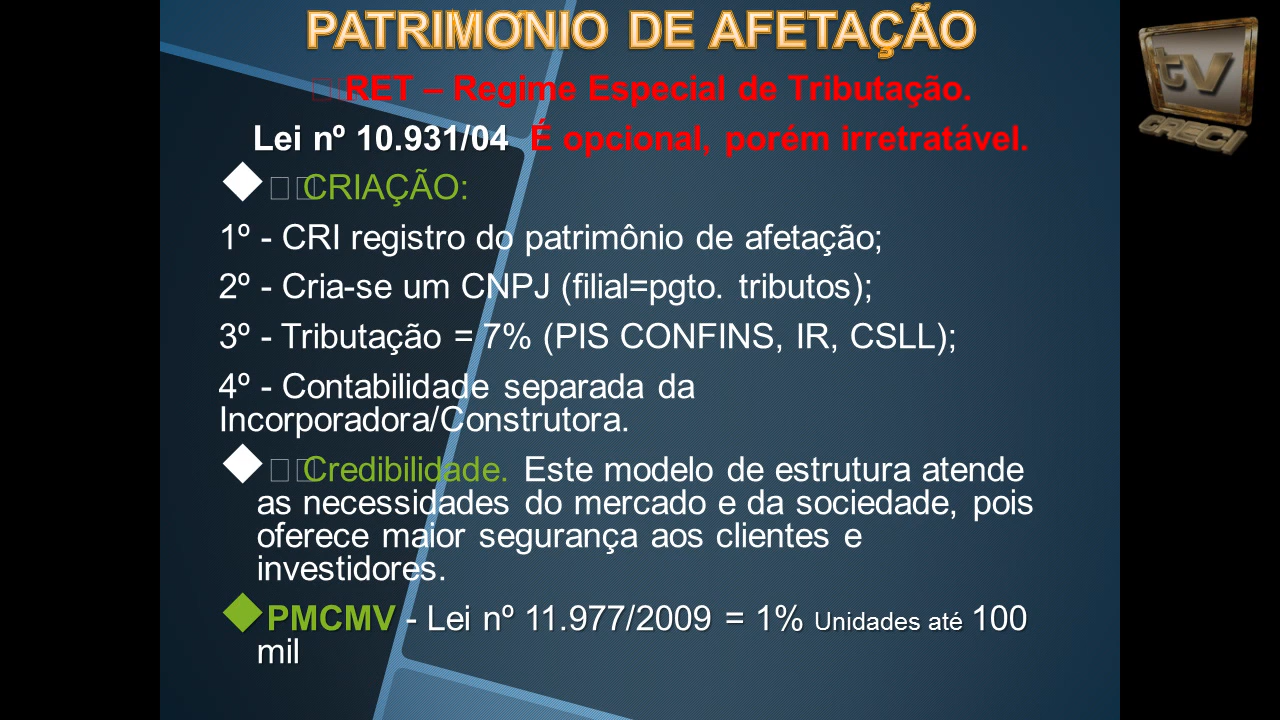 PATRIMÔNIO DE AFETAÇÃO
RET – Regime Especial de Tributação.
Lei nº 10.931/04 É opcional, porém irretratável.
CRIAÇÃO:
1º - CRI registro do patrimônio de afetação;
2º - Cria-se um CNPJ (filial=pgto. tributos);
3º - Tributação = 7% (PIS CONFINS, IR, CSLL);
4º - Contabilidade separada da
Incorporadora/Construtora.
Credibilidade. Este modelo de estrutura atende
as necessidades do mercado e da sociedade, pois
oferece maior segurança aos clientes e
investidores.
PMCMV - Lei nº 11.977/2009 = 1% Unidades até 100
mil
tv
CRECI